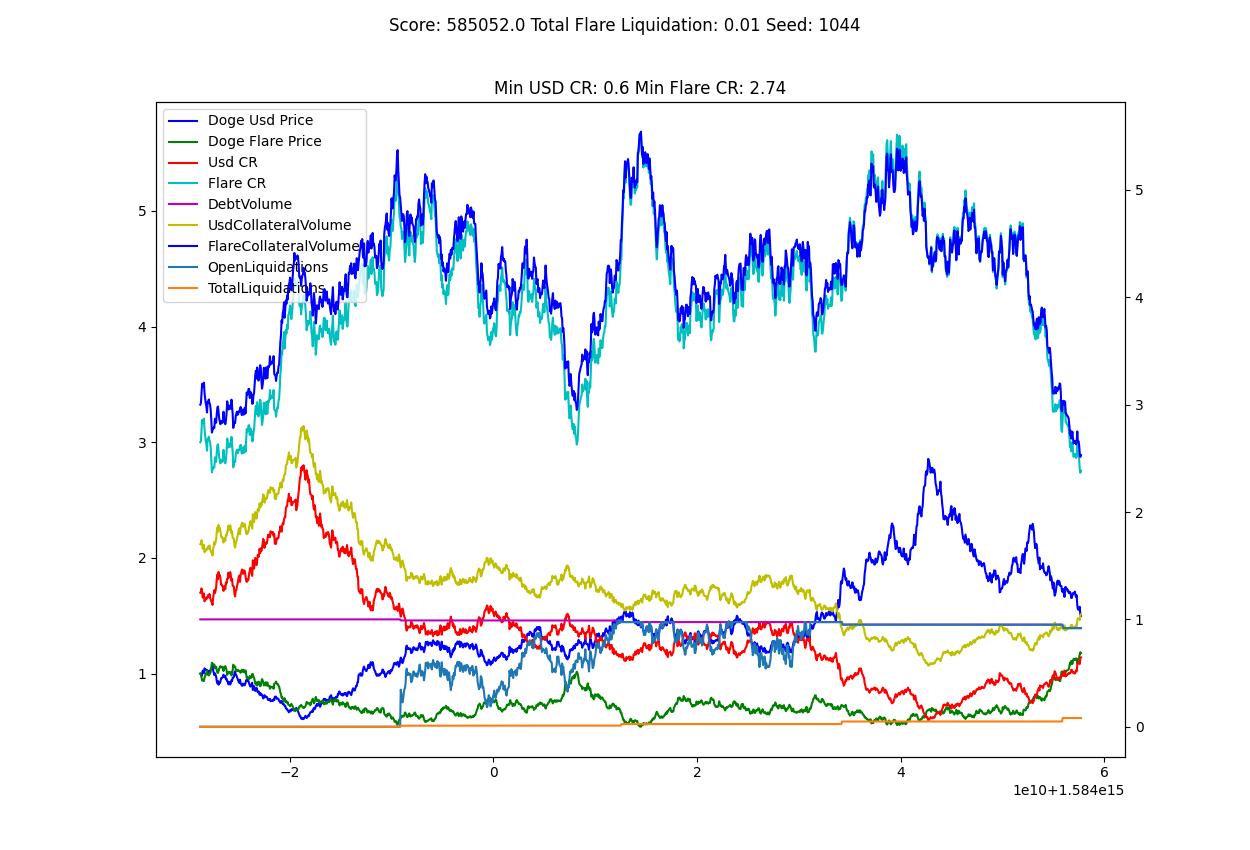 Score: 585052.0 Total Flare Liquidation: 0.01 Seed: 1044
Min USD CR: 0.6 Min Flare CR: 2.74
Doge Usd Price
Doge Flare Price
Usd CR
Flare CR
DebtVolume
UsdCollateralVolume
FlareCollateralVolume
OpenLiquidations
TotalLiquidations
5
4
3
2
1
5
4
3
2
1
0
−2
0
2
4
6
1e10+1.584e15